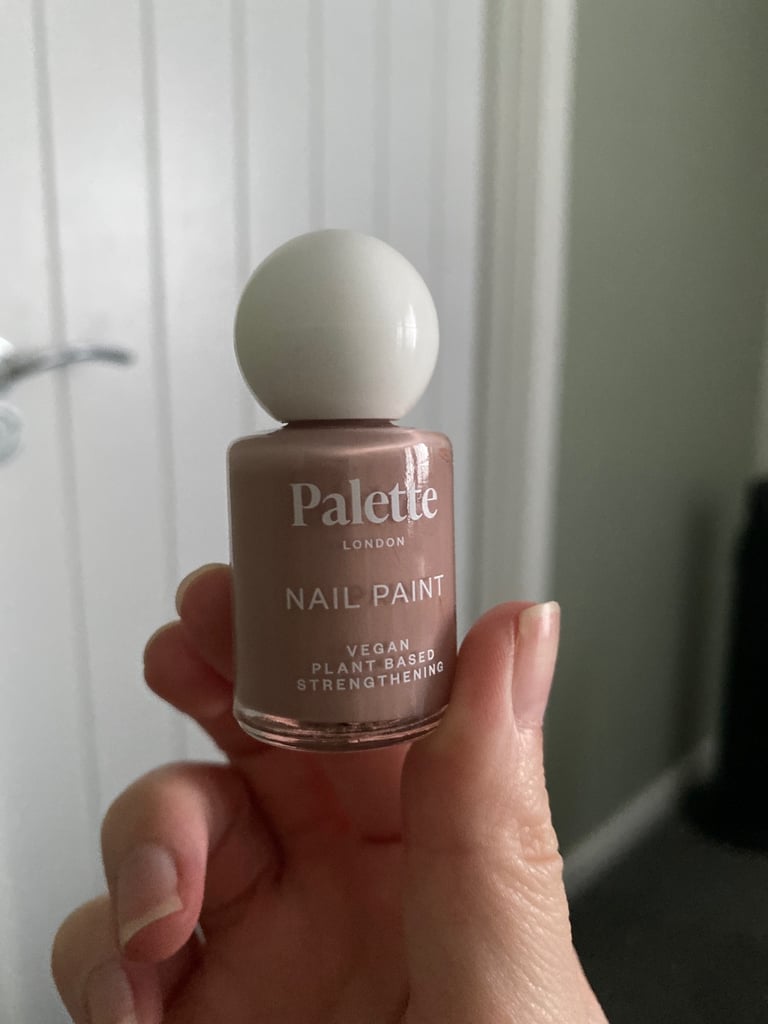 Palette
LONDON
NAIL PAINT
VEGAN
PLANT BASED
STRENGTHENING